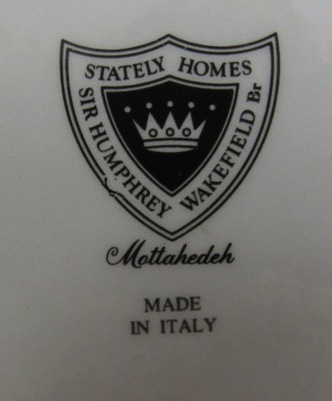 STATELY HOMES
SIR HUMPHREY WAKEFIELD Br
Mottahedeh
MADE
IN ITALY